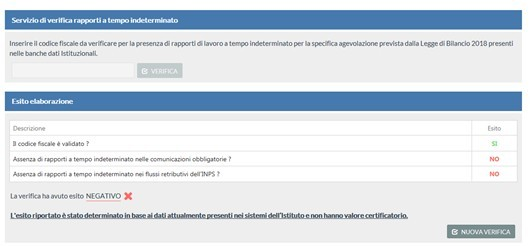 Servizio di verifica rapporti a tempo indeterminato
Inserire il codice fiscale da verificare per la presenza di rapporti di lavoro a tempo indeterminato per la specifica agevolazione prevista dalla Legge di Bilancio 2018 presenti
nelle banche dati Istituzionali.
VERIFICA
Esito elaborazione
Descrizione Esito
Il codice fiscale è validato ? SI
Assenza di rapporti a tempo indeterminato nelle comunicazioni obbligatorie ? NO
Assenza di rapporti a tempo indeterminato nei flussi retributivi dell'INPS ? NO
La verifica ha avuto esito NEGATIVO
L'esito riportato è stato determinato in base ai dati attualmente presenti nei sistemi dell'Istituto e non hanno valore certificatorio.
NUOVA VERIFICA